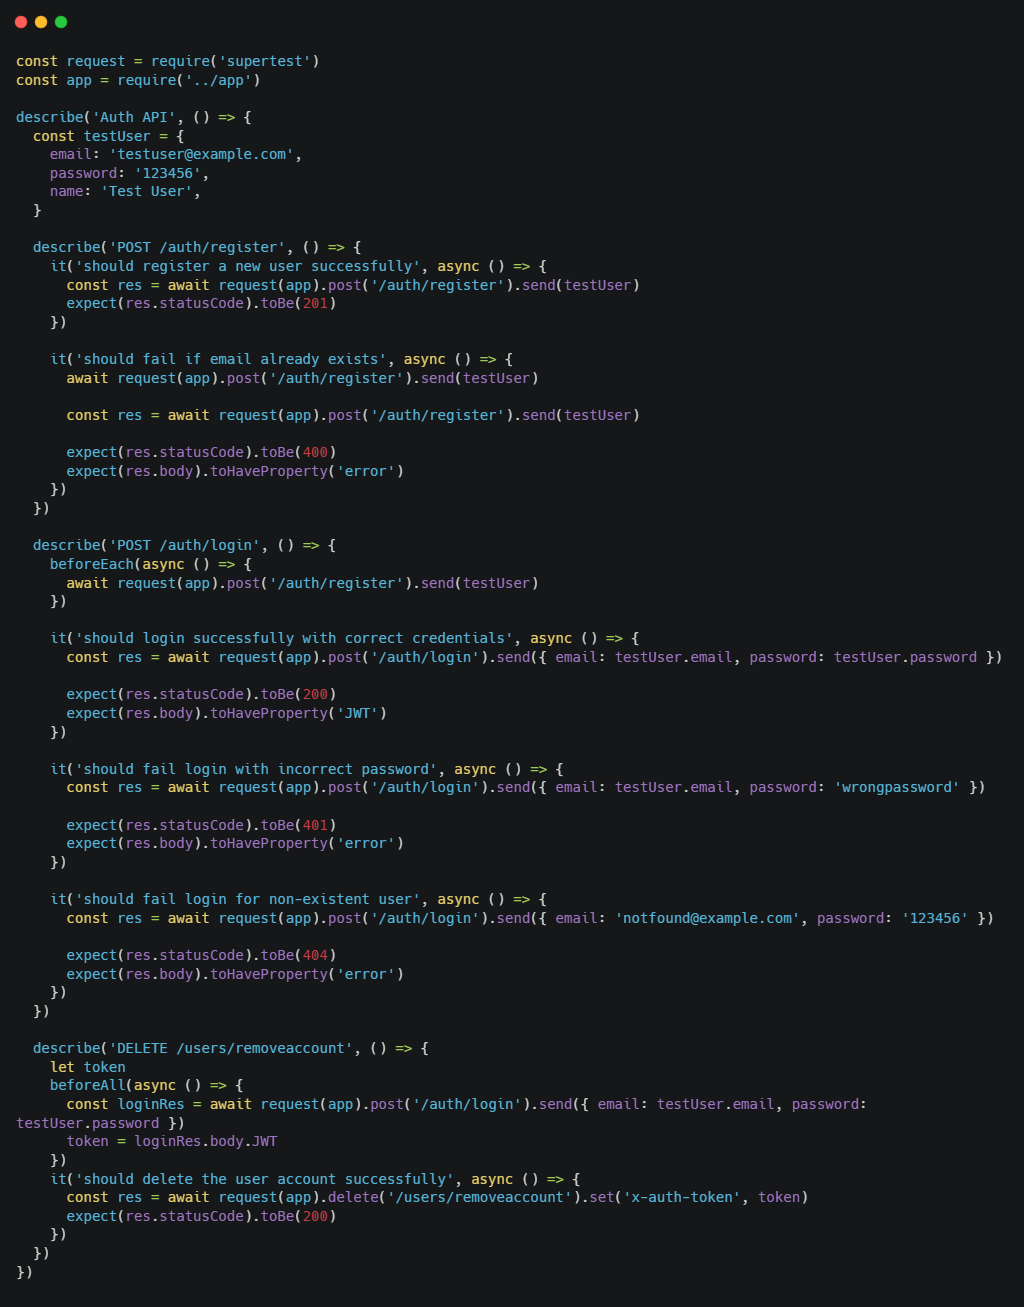 const request = require('supertest')
const app = require('../app')

describe('Auth API', () => {
  const testUser = {
    email: 'testuser@example.com',
    password: '123456',
    name: 'Test User',
  }

  describe('POST /auth/register', () => {
    it('should register a new user successfully', async () => {
      const res = await request(app).post('/auth/register').send(testUser)
      expect(res.statusCode).toBe(201)
    })

    it('should fail if email already exists', async () => {
      await request(app).post('/auth/register').send(testUser)

      const res = await request(app).post('/auth/register').send(testUser)

      expect(res.statusCode).toBe(400)
      expect(res.body).toHaveProperty('error')
    })
  })

  describe('POST /auth/login', () => {
    beforeEach(async () => {
      await request(app).post('/auth/register').send(testUser)
    })

    it('should login successfully with correct credentials', async () => {
      const res = await request(app).post('/auth/login').send({ email: testUser.email, password: testUser.password })

      expect(res.statusCode).toBe(200)
      expect(res.body).toHaveProperty('JWT')
    })

    it('should fail login with incorrect password', async () => {
      const res = await request(app).post('/auth/login').send({ email: testUser.email, password: 'wrongpassword' })

      expect(res.statusCode).toBe(401)
      expect(res.body).toHaveProperty('error')
    })

    it('should fail login for non-existent user', async () => {
      const res = await request(app).post('/auth/login').send({ email: 'notfound@example.com', password: '123456' })

      expect(res.statusCode).toBe(404)
      expect(res.body).toHaveProperty('error')
    })
  })

  describe('DELETE /users/removeaccount', () => {
    let token
    beforeAll(async () => {
      const loginRes = await request(app).post('/auth/login').send({ email: testUser.email, password:
testUser.password })
      token = loginRes.body.JWT
    })
    it('should delete the user account successfully', async () => {
      const res = await request(app).delete('/users/removeaccount').set('x-auth-token', token)
      expect(res.statusCode).toBe(200)
    })
  })
})